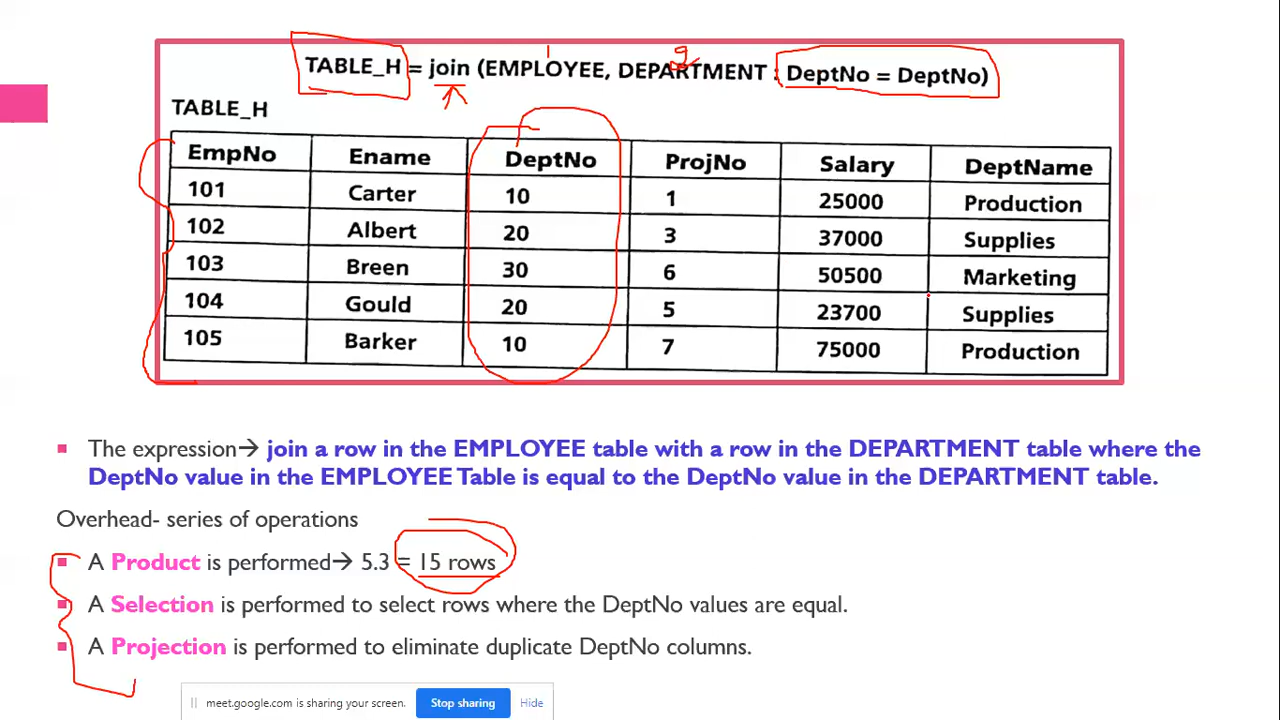 1 2
TABLE_H = join (EMPLOYEE, DEPARTMENT : DeptNo = DeptNo)
TABLE_H
EmpNo Ename DeptNo ProjNo Salary DeptName
101 Carter 10 1 25000 Production
102 Albert 20 3 37000 Supplies
103 Breen 30 6 50500 Marketing
104 Gould 20 5 23700 Supplies
105 Barker 10 7 75000 Production
▪ The expression→ join a row in the EMPLOYEE table with a row in the DEPARTMENT table where the
DeptNo value in the EMPLOYEE Table is equal to the DeptNo value in the DEPARTMENT table.
Overhead- series of operations
▪ A Product is performed→ 5.3 = 15 rows
▪ A Selection is performed to select rows where the DeptNo values are equal.
▪ A Projection is performed to eliminate duplicate DeptNo columns.
meet.google.com is sharing your screen. Stop sharing Hide